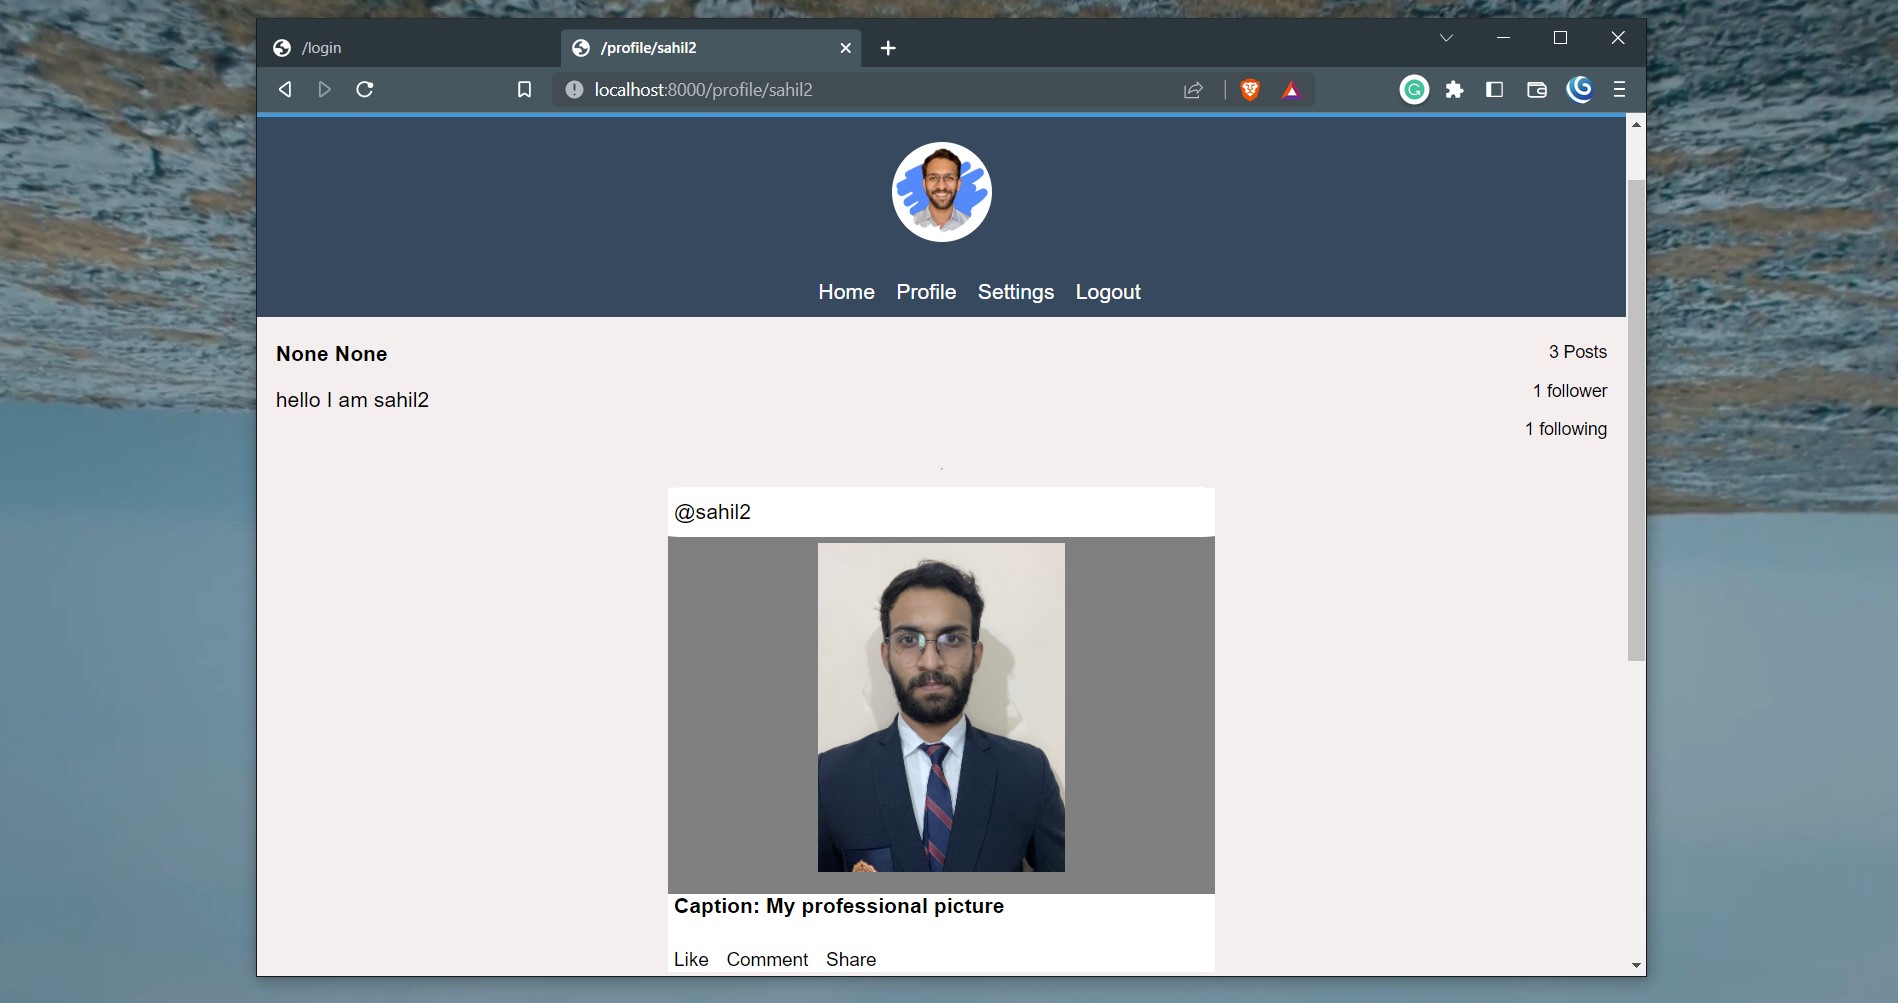 /login
/profile/sahil2
localhost:8000/profile/sahil2
Home Profile Settings Logout
None None
3 Posts
hello I am sahil2
1 follower
1 following
@sahil2
Caption: My professional picture
Like Comment Share